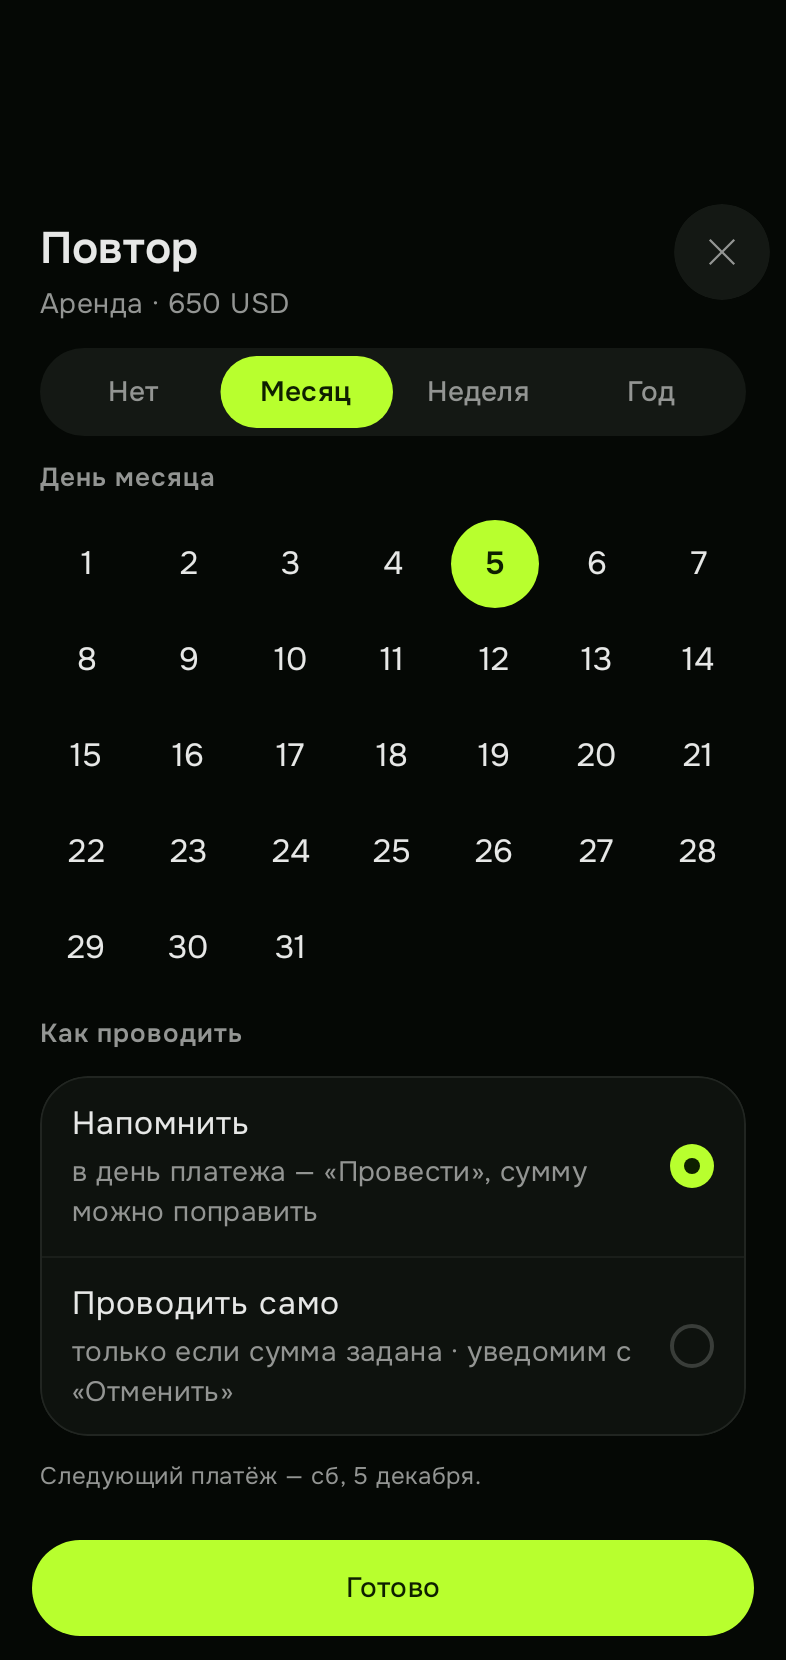 Повтор
Аренда · 650 USD
Нет Месяц Неделя Год
День месяца
1 2 3 4 5 6 7
8 9 10 11 12 13 14
15 16 17 18 19 20 21
22 23 24 25 26 27 28
29 30 31
Как проводить
Напомнить
в день платежа — «Провести», сумму
можно поправить
Проводить само
только если сумма задана · уведомим с
«Отменить»
Следующий платёж — сб, 5 декабря.
Готово